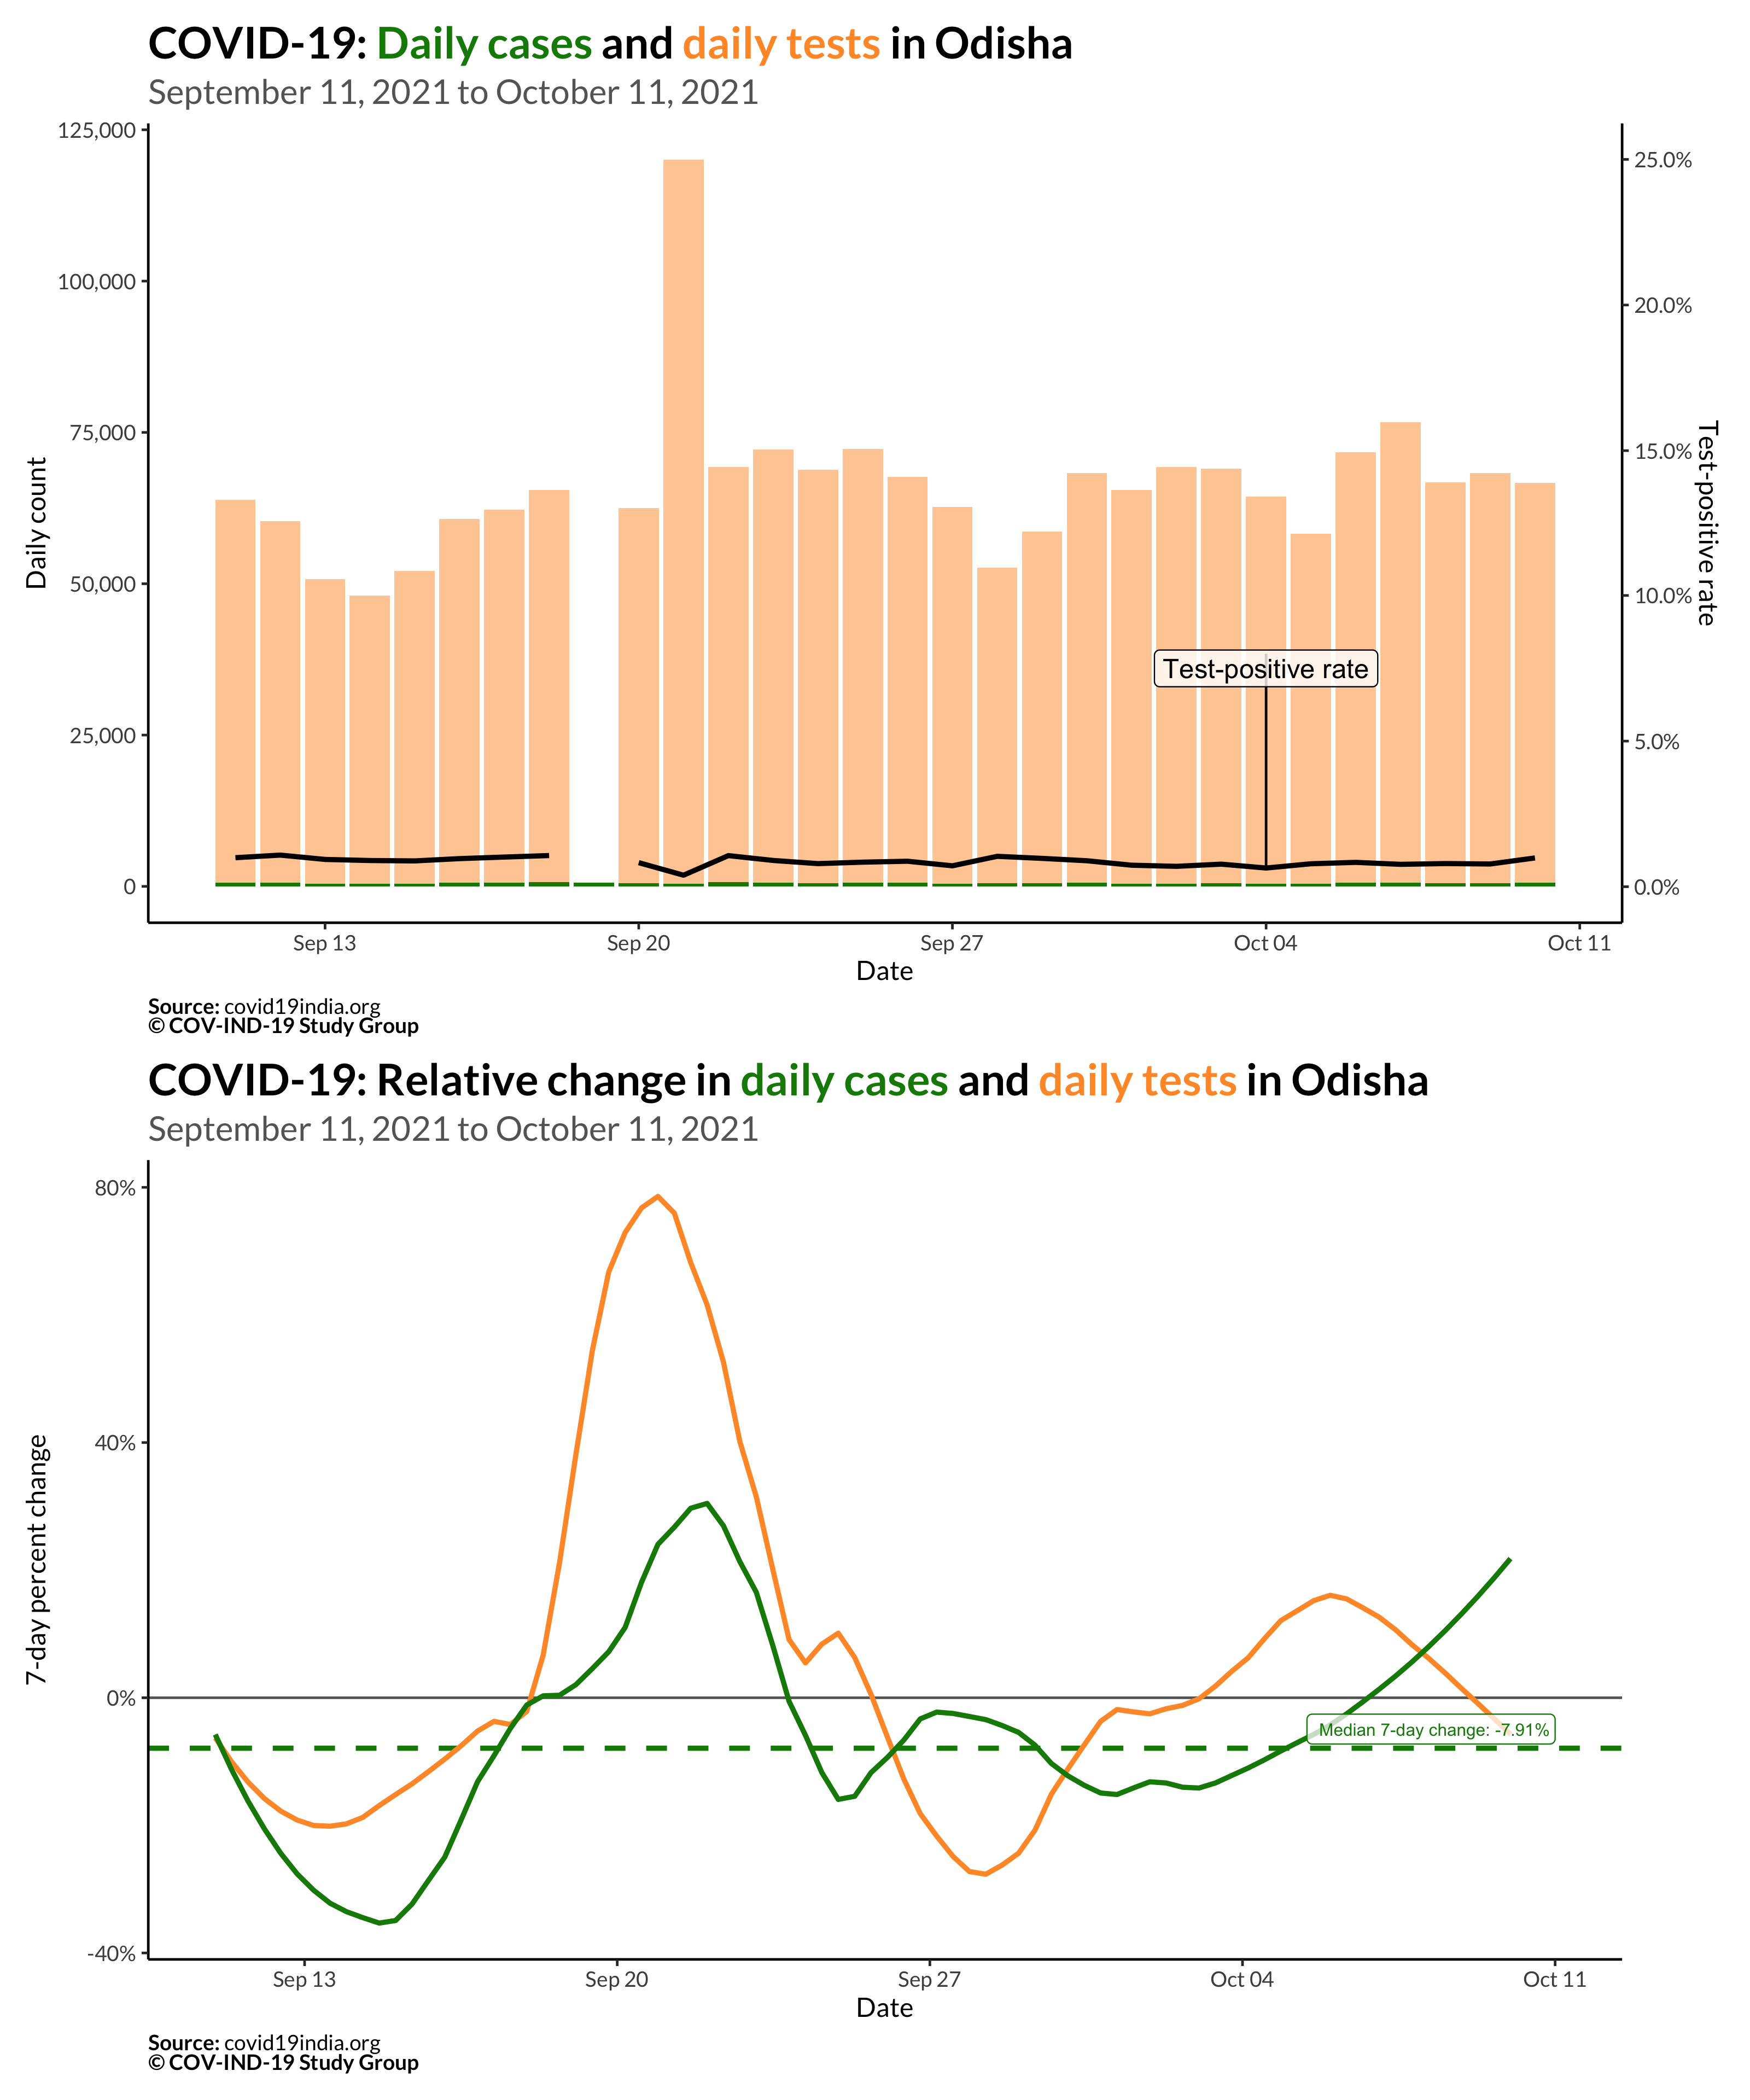 COVID-19: Daily cases and daily tests in Odisha
September 11, 2021 to October 11, 2021
125,000
100,000
75,000
50,000
25,000
0
Daily count
25.0%
20.0%
15.0%
10.0%
5.0%
0.0%
Test-positive rate
Test-positive rate
Sep 13
Sep 20
Sep 27
Oct 04
Oct 11
Date
Source: covid19india.org
© COV-IND-19 Study Group
COVID-19: Relative change in daily cases and daily tests in Odisha
September 11, 2021 to October 11, 2021
80%
40%
0%
-40%
7-day percent change
Median 7-day change: -7.91%
Sep 13
Sep 20
Sep 27
Oct 04
Oct 11
Date
Source: covid19india.org
© COV-IND-19 Study Group